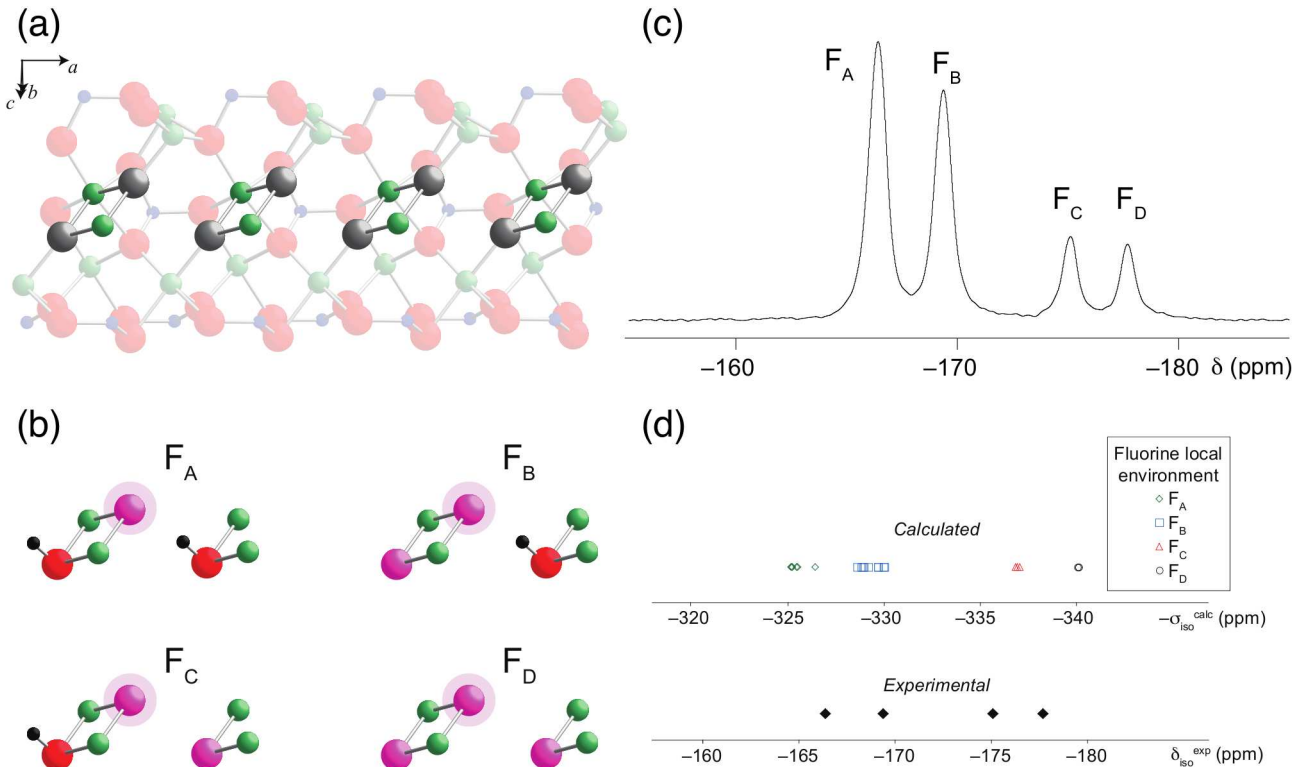 (a)
a
b
c
(b)
F_A
F_B
F_C
F_D
(c)
F_A
F_B
F_C
F_D
–160
–170
–180
δ (ppm)
(d)
Fluorine local
environment
F_A
F_B
F_C
F_D
Calculated
–320
–325
–330
–335
–340
–σ_iso^calc (ppm)
Experimental
–160
–165
–170
–175
–180
δ_iso^exp (ppm)